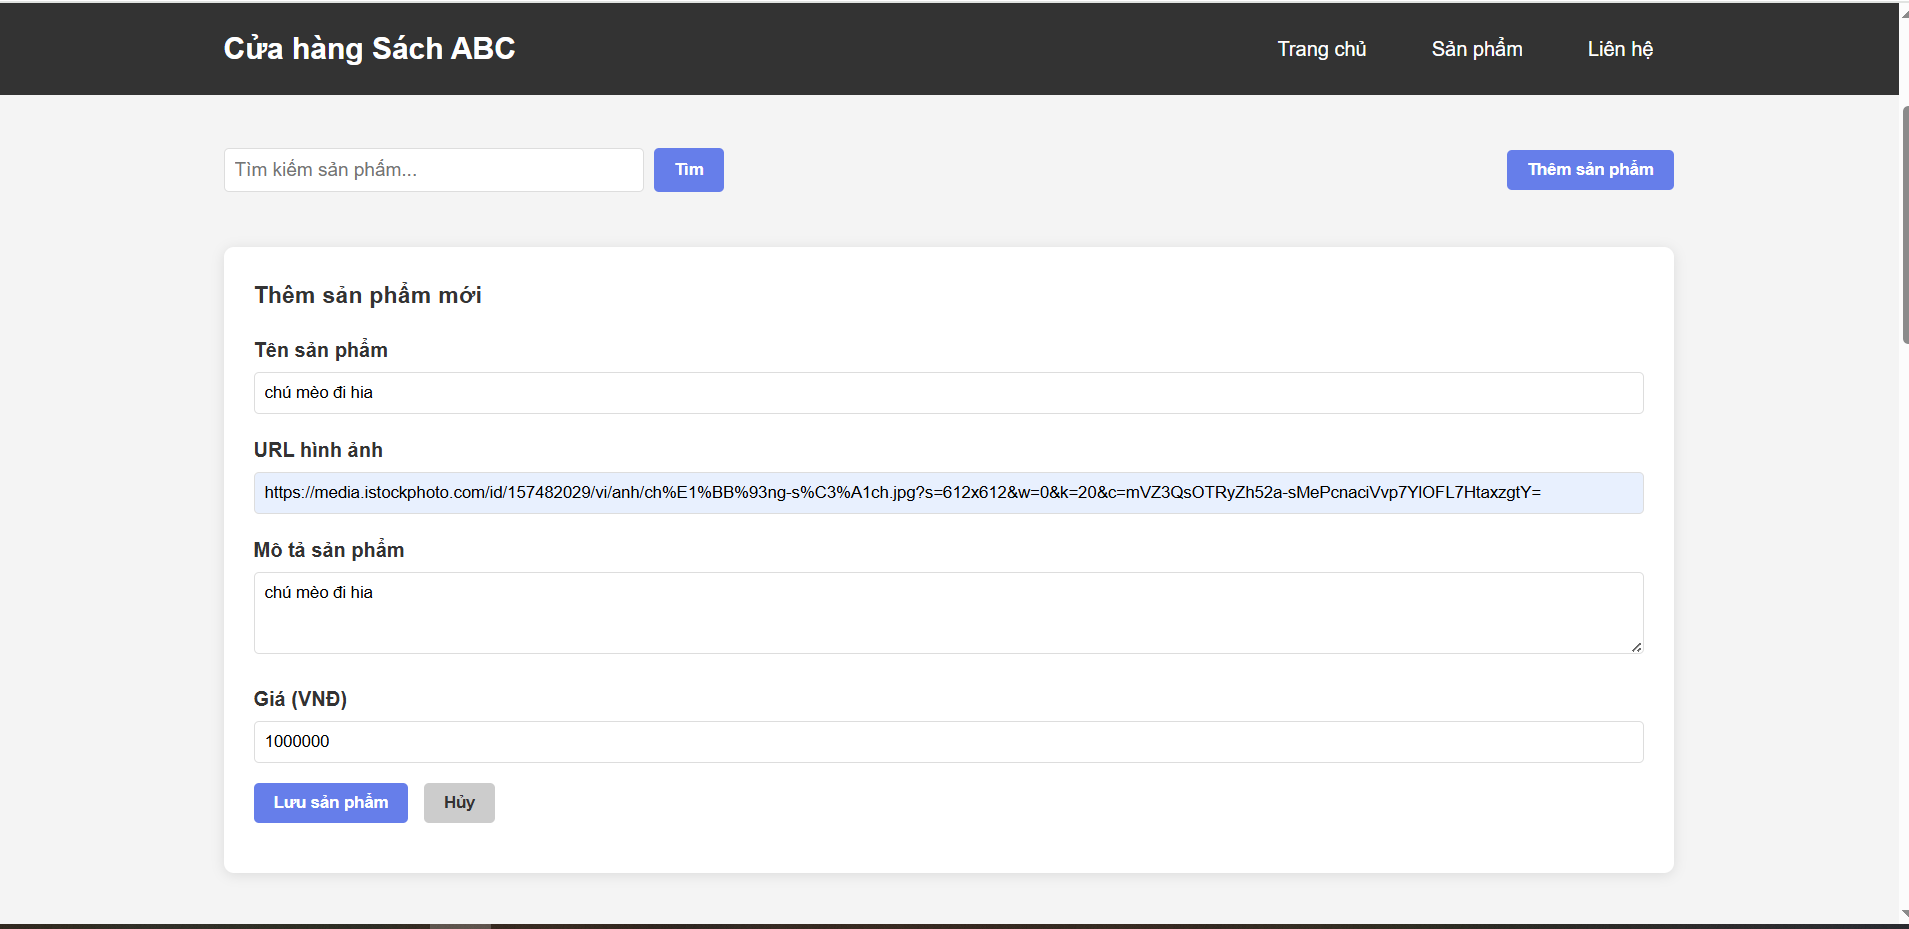 Cửa hàng Sách ABC
Trang chủ
Sản phẩm
Liên hệ
Tìm kiếm sản phẩm...
Tìm
Thêm sản phẩm
Thêm sản phẩm mới
Tên sản phẩm
chú mèo đi hia
URL hình ảnh
https://media.istockphoto.com/id/157482029/vi/anh/ch%E1%BB%93ng-s%C3%A1ch.jpg?s=612x612&w=0&k=20&c=mVZ3QsOTRyZh52a-sMePcnaciVvp7YlOFL7HtaxzgtY=
Mô tả sản phẩm
chú mèo đi hia
Giá (VNĐ)
1000000
Lưu sản phẩm
Hủy